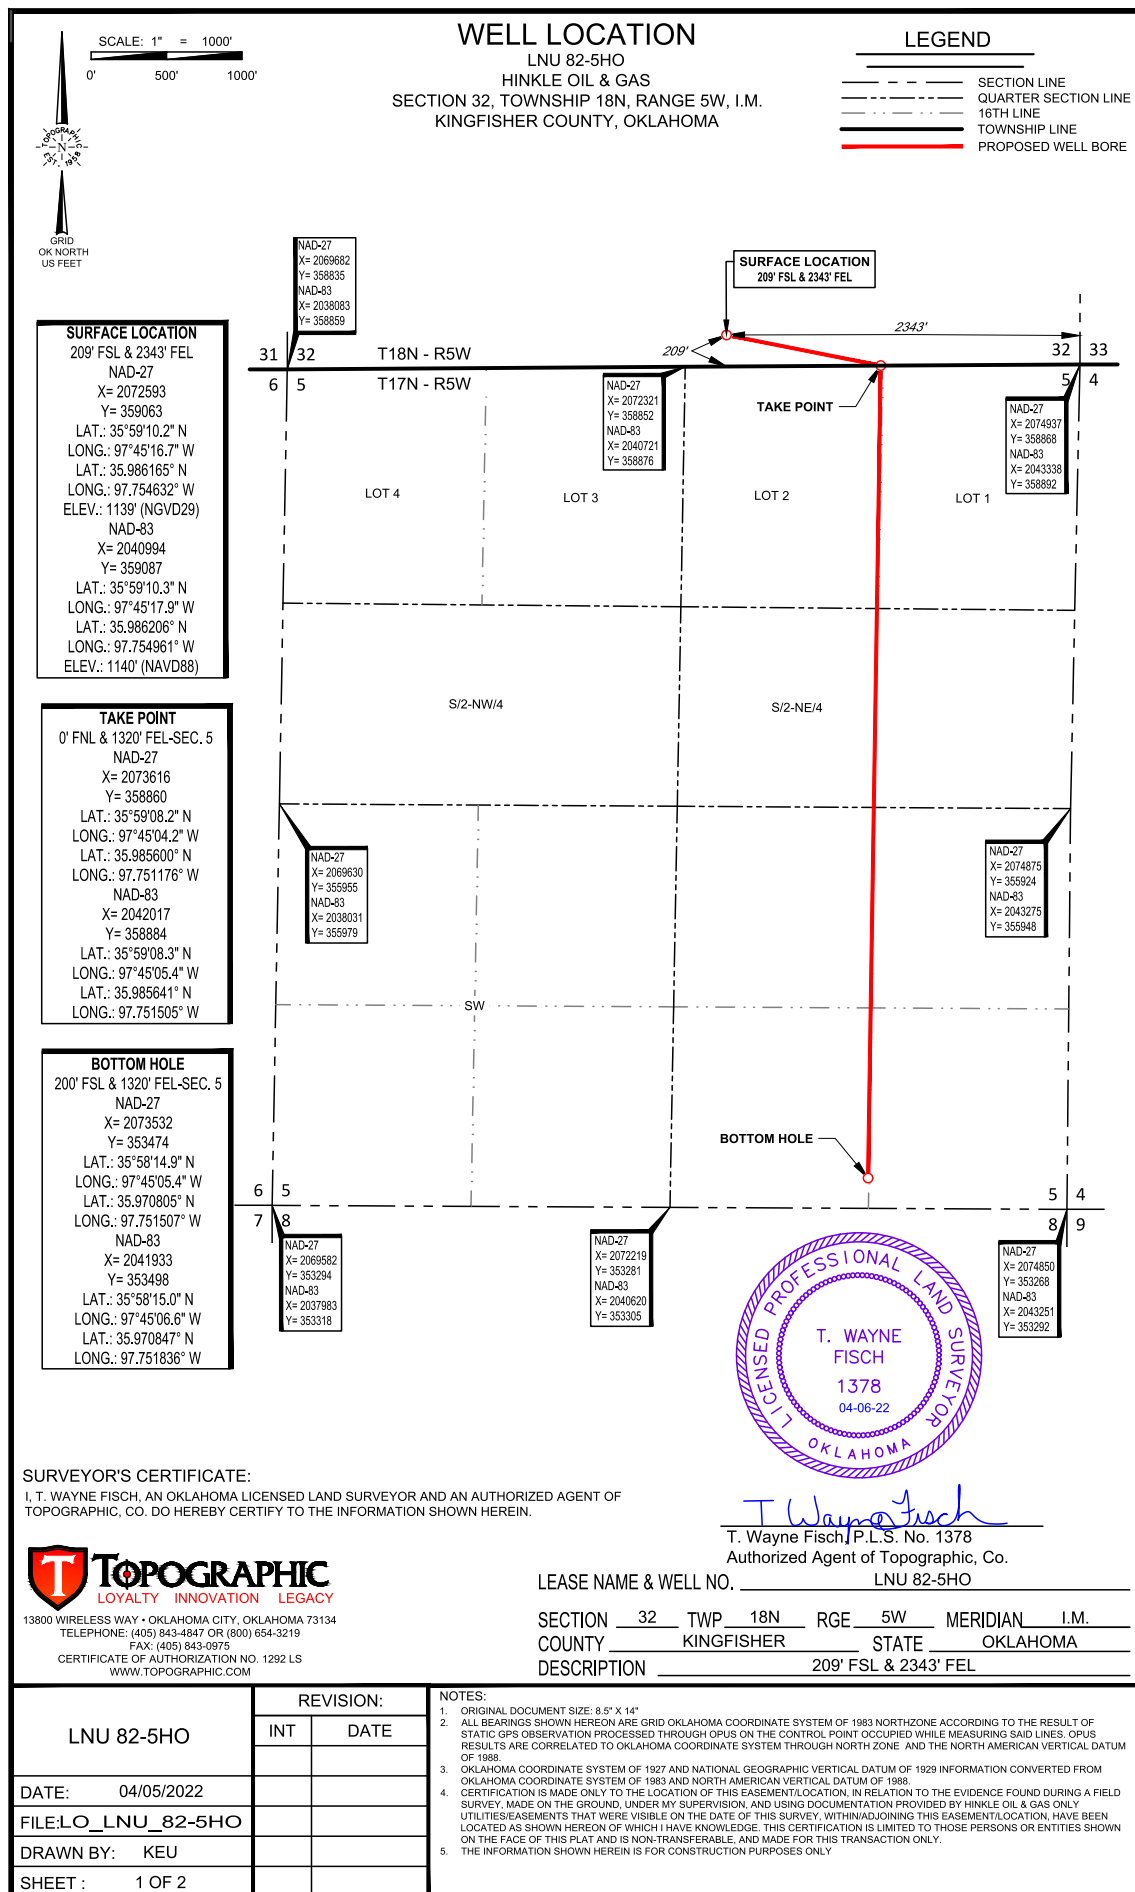 WELL LOCATION
LNU 82-5HO
HINKLE OIL & GAS
SECTION 32, TOWNSHIP 18N, RANGE 5W, I.M.
KINGFISHER COUNTY, OKLAHOMA
SCALE: 1" = 1000'
0' 500' 1000'
TOPOGRAPHIC
N
EST. 1958
GRID
OK NORTH
US FEET
LEGEND
SECTION LINE
QUARTER SECTION LINE
16TH LINE
TOWNSHIP LINE
PROPOSED WELL BORE
NAD-27
X= 2069682
Y= 358835
NAD-83
X= 2038083
Y= 358859
SURFACE LOCATION
209' FSL & 2343' FEL
2343'
209'
31 32
T18N - R5W
32 33
6 5
T17N - R5W
5 4
NAD-27
X= 2072321
Y= 358852
NAD-83
X= 2040721
Y= 358876
TAKE POINT
NAD-27
X= 2074937
Y= 358868
NAD-83
X= 2043338
Y= 358892
LOT 4
LOT 3
LOT 2
LOT 1
SURFACE LOCATION
209' FSL & 2343' FEL
NAD-27
X= 2072593
Y= 359063
LAT.: 35°59'10.2" N
LONG.: 97°45'16.7" W
LAT.: 35.986165° N
LONG.: 97.754632° W
ELEV.: 1139' (NGVD29)
NAD-83
X= 2040994
Y= 359087
LAT.: 35°59'10.3" N
LONG.: 97°45'17.9" W
LAT.: 35.986206° N
LONG.: 97.754961° W
ELEV.: 1140' (NAVD88)
S/2-NW/4
S/2-NE/4
TAKE POINT
0' FNL & 1320' FEL-SEC. 5
NAD-27
X= 2073616
Y= 358860
LAT.: 35°59'08.2" N
LONG.: 97°45'04.2" W
LAT.: 35.985600° N
LONG.: 97.751176° W
NAD-83
X= 2042017
Y= 358884
LAT.: 35°59'08.3" N
LONG.: 97°45'05.4" W
LAT.: 35.985641° N
LONG.: 97.751505° W
NAD-27
X= 2069630
Y= 355955
NAD-83
X= 2038031
Y= 355979
NAD-27
X= 2074875
Y= 355924
NAD-83
X= 2043275
Y= 355948
SW
BOTTOM HOLE
200' FSL & 1320' FEL-SEC. 5
NAD-27
X= 2073532
Y= 353474
LAT.: 35°58'14.9" N
LONG.: 97°45'05.4" W
LAT.: 35.970805° N
LONG.: 97.751507° W
NAD-83
X= 2041933
Y= 353498
LAT.: 35°58'15.0" N
LONG.: 97°45'06.6" W
LAT.: 35.970847° N
LONG.: 97.751836° W
BOTTOM HOLE
6 5
5 4
7 8
8 9
NAD-27
X= 2069582
Y= 353294
NAD-83
X= 2037983
Y= 353318
NAD-27
X= 2072219
Y= 353281
NAD-83
X= 2040620
Y= 353305
NAD-27
X= 2074850
Y= 353268
NAD-83
X= 2043251
Y= 353292
LICENSED PROFESSIONAL LAND SURVEYOR
T. WAYNE
FISCH
1378
04-06-22
OKLAHOMA
SURVEYOR'S CERTIFICATE:
I, T. WAYNE FISCH, AN OKLAHOMA LICENSED LAND SURVEYOR AND AN AUTHORIZED AGENT OF
TOPOGRAPHIC, CO. DO HEREBY CERTIFY TO THE INFORMATION SHOWN HEREIN.
T Wayne Fisch
T. Wayne Fisch, P.L.S. No. 1378
Authorized Agent of Topographic, Co.
T TOPOGRAPHIC
LOYALTY INNOVATION LEGACY
13800 WIRELESS WAY • OKLAHOMA CITY, OKLAHOMA 73134
TELEPHONE: (405) 843-4847 OR (800) 654-3219
FAX: (405) 843-0975
CERTIFICATE OF AUTHORIZATION NO. 1292 LS
WWW.TOPOGRAPHIC.COM
LEASE NAME & WELL NO. LNU 82-5HO
SECTION 32 TWP 18N RGE 5W MERIDIAN I.M.
COUNTY KINGFISHER STATE OKLAHOMA
DESCRIPTION 209' FSL & 2343' FEL
LNU 82-5HO
REVISION:
INT DATE
DATE: 04/05/2022
FILE:LO_LNU_82-5HO
DRAWN BY: KEU
SHEET : 1 OF 2
NOTES:
1. ORIGINAL DOCUMENT SIZE: 8.5" X 14"
2. ALL BEARINGS SHOWN HEREON ARE GRID OKLAHOMA COORDINATE SYSTEM OF 1983 NORTHZONE ACCORDING TO THE RESULT OF
STATIC GPS OBSERVATION PROCESSED THROUGH OPUS ON THE CONTROL POINT OCCUPIED WHILE MEASURING SAID LINES. OPUS
RESULTS ARE CORRELATED TO OKLAHOMA COORDINATE SYSTEM THROUGH NORTH ZONE AND THE NORTH AMERICAN VERTICAL DATUM
OF 1988.
3. OKLAHOMA COORDINATE SYSTEM OF 1927 AND NATIONAL GEOGRAPHIC VERTICAL DATUM OF 1929 INFORMATION CONVERTED FROM
OKLAHOMA COORDINATE SYSTEM OF 1983 AND NORTH AMERICAN VERTICAL DATUM OF 1988.
4. CERTIFICATION IS MADE ONLY TO THE LOCATION OF THIS EASEMENT/LOCATION, IN RELATION TO THE EVIDENCE FOUND DURING A FIELD
SURVEY, MADE ON THE GROUND, UNDER MY SUPERVISION, AND USING DOCUMENTATION PROVIDED BY HINKLE OIL & GAS ONLY
UTILITIES/EASEMENTS THAT WERE VISIBLE ON THE DATE OF THIS SURVEY, WITHIN/ADJOINING THIS EASEMENT/LOCATION, HAVE BEEN
LOCATED AS SHOWN HEREON OF WHICH I HAVE KNOWLEDGE. THIS CERTIFICATION IS LIMITED TO THOSE PERSONS OR ENTITIES SHOWN
ON THE FACE OF THIS PLAT AND IS NON-TRANSFERABLE, AND MADE FOR THIS TRANSACTION ONLY.
5. THE INFORMATION SHOWN HEREIN IS FOR CONSTRUCTION PURPOSES ONLY